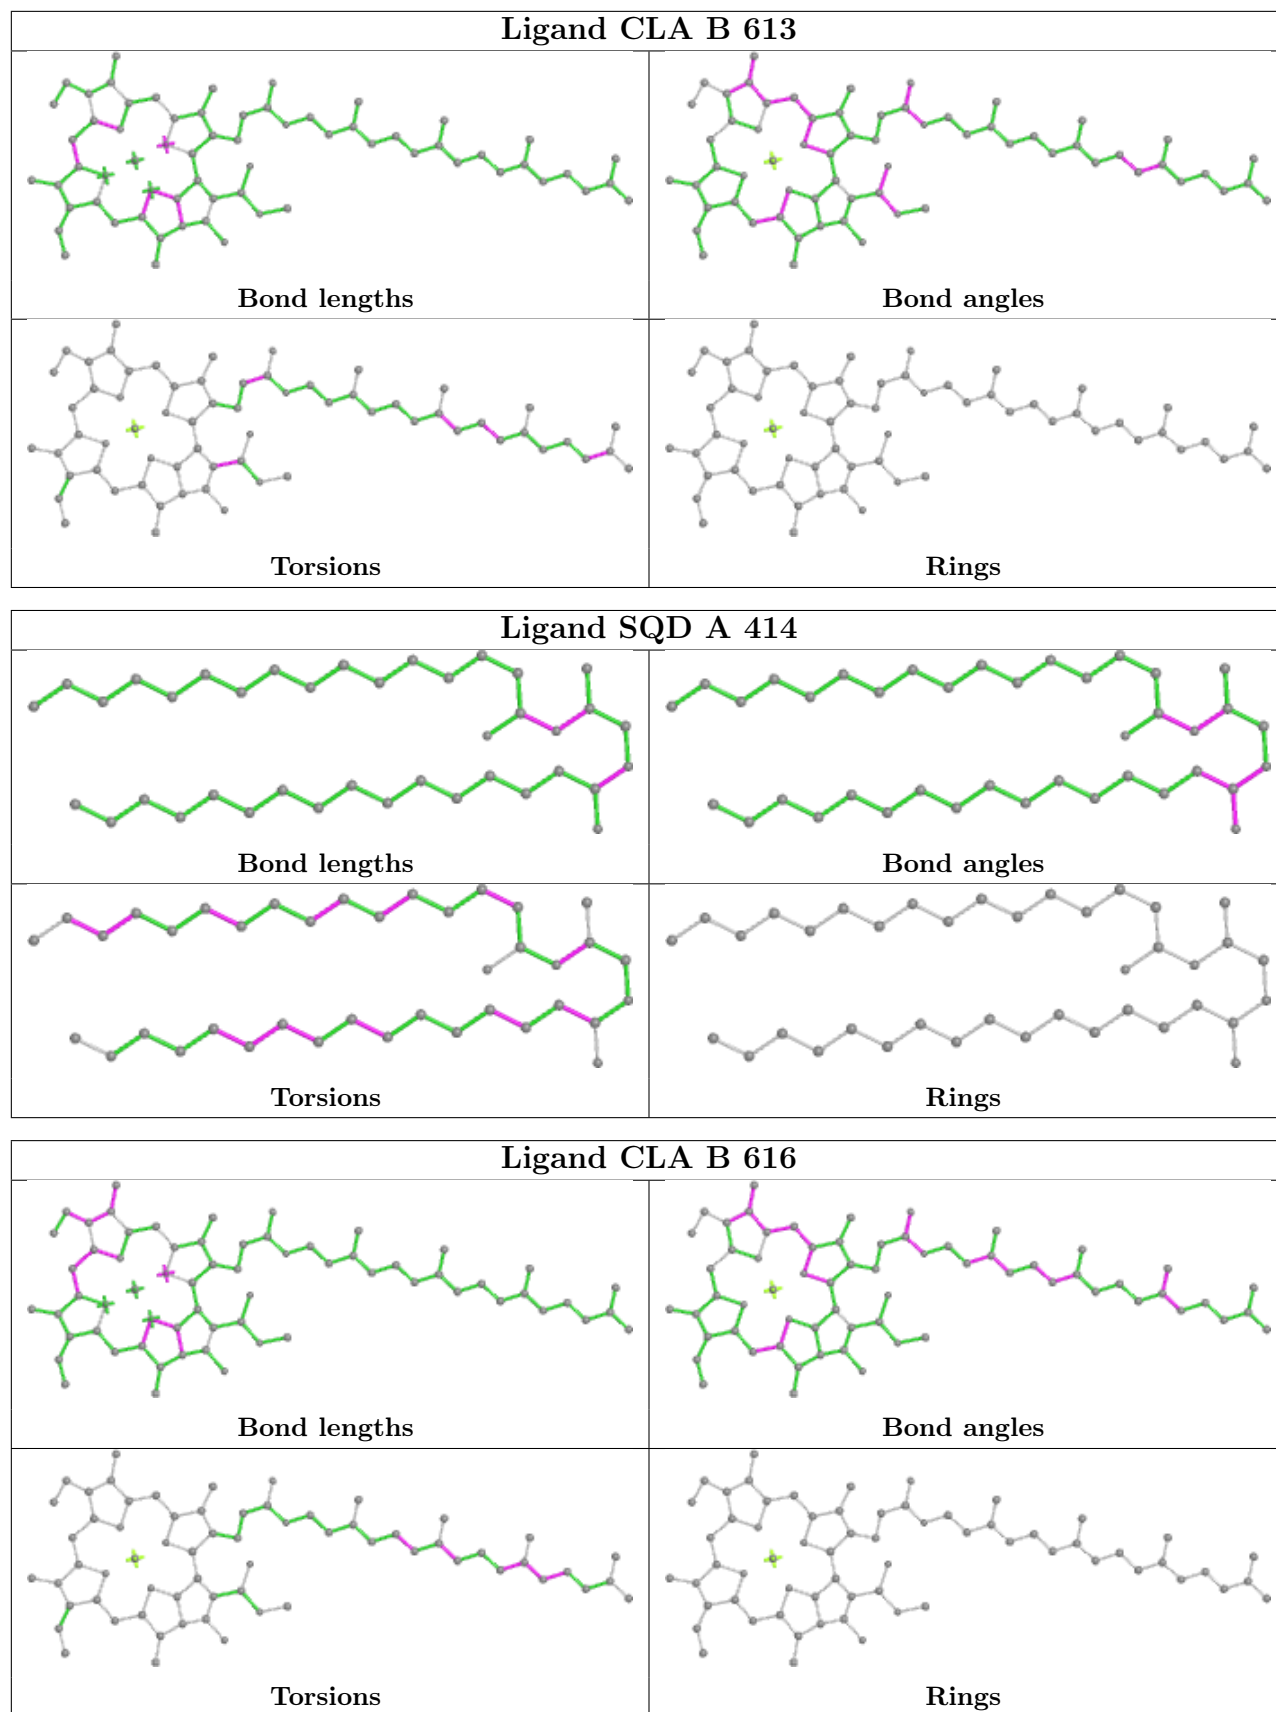 Ligand CLA B 613
Bond lengths
Bond angles
Torsions
Rings
Ligand SQD A 414
Bond lengths
Bond angles
Torsions
Rings
Ligand CLA B 616
Bond lengths
Bond angles
Torsions
Rings